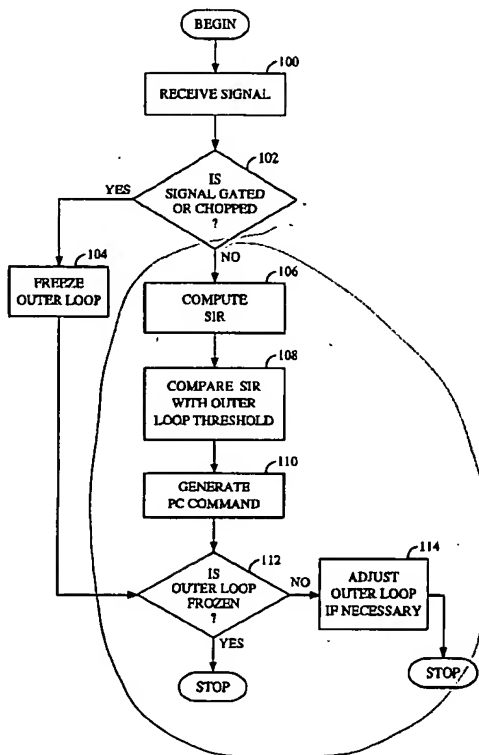 BEGIN
100
RECEIVE SIGNAL
102
IS
SIGNAL GATED
OR CHOPPED
?
YES
NO
104
FREEZE
OUTER LOOP
106
COMPUTE
SIR
108
COMPARE SIR
WITH OUTER
LOOP THRESHOLD
110
GENERATE
PC COMMAND
112
IS
OUTER LOOP
FROZEN
?
NO
YES
114
ADJUST
OUTER LOOP
IF NECESSARY
STOP
STOP